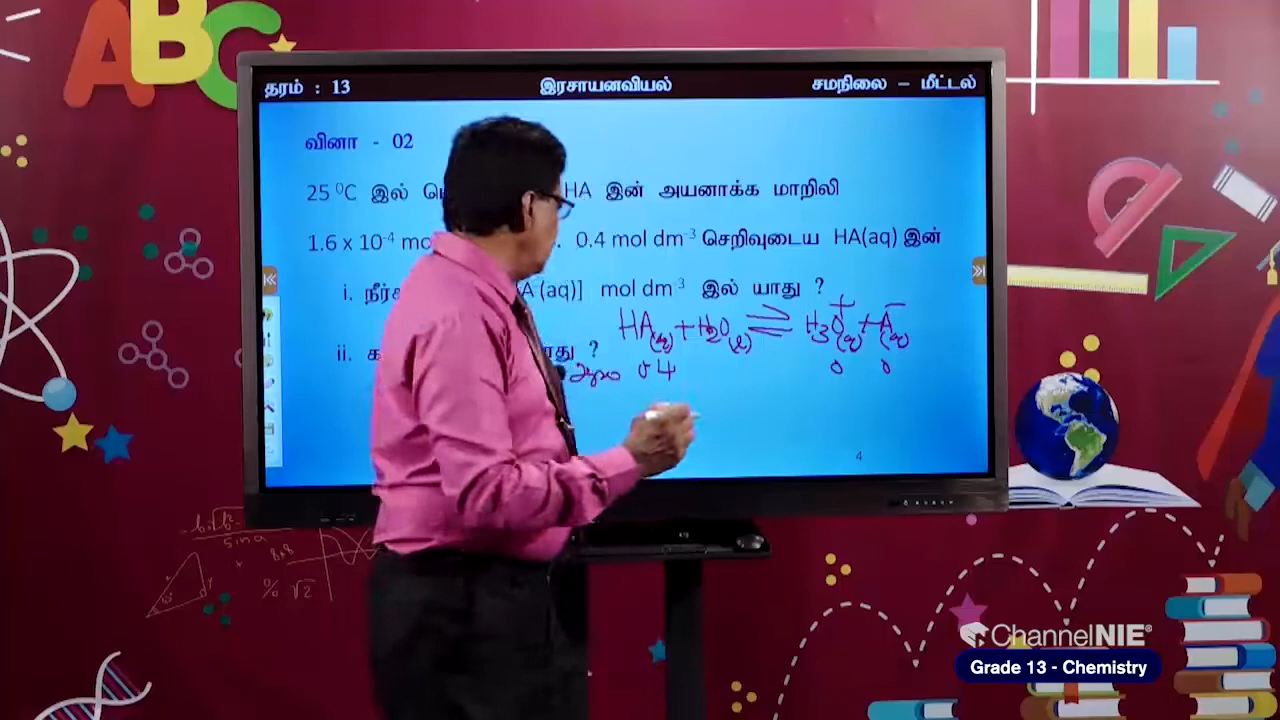 ABC
தரம் : 13 இரசாயனவியல் சமநிலை – மீட்டல்
வினா - 02
25 ⁰C இல் HA இன் அயனாக்க மாறிலி
1.6 x 10⁻⁴ 0.4 mol dm⁻³ செறிவுடைய HA(aq) இன்
i. A⁻(aq)] mol dm⁻³ இல் யாது ?
HA(aq) + H2O(l) ⇌ H3O⁺(aq) + A⁻(aq)
ii. ?
0.4 0 0
4
ChannelNIE®
Grade 13 - Chemistry